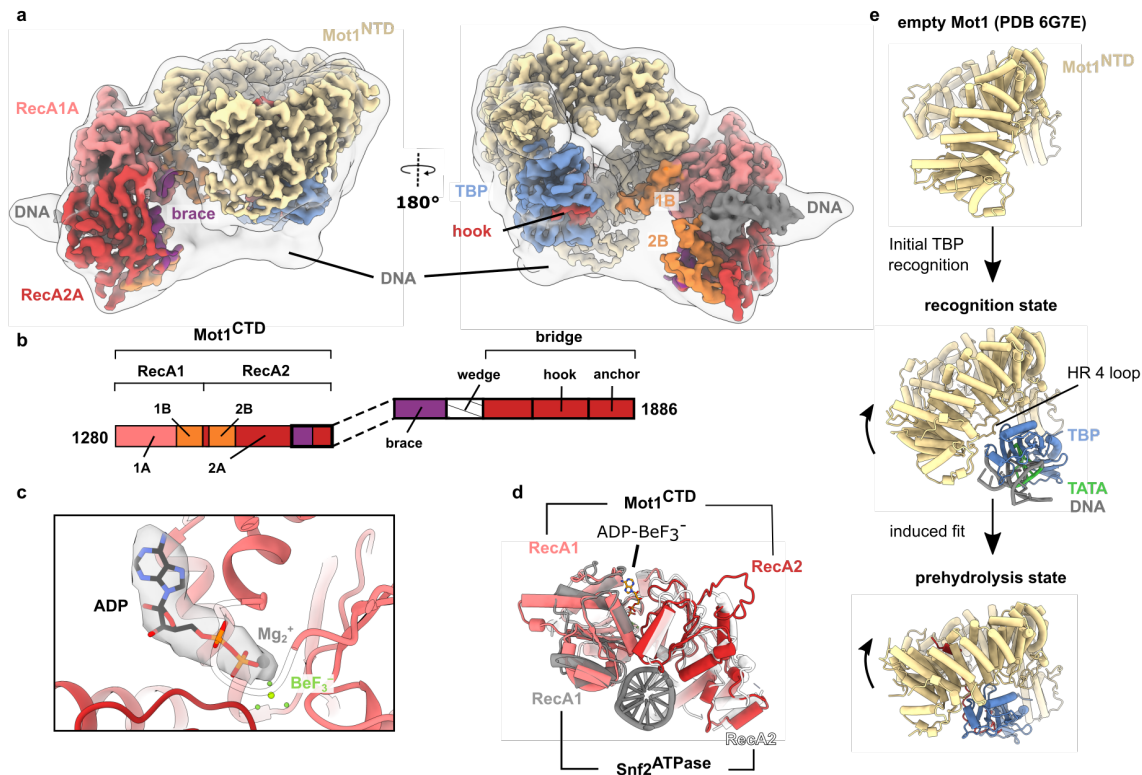 a
Mot1NTD
RecA1A
DNA
brace
RecA2A
180°
TBP
hook
1B
2B
DNA
DNA
b
Mot1CTD
RecA1
RecA2
1B
2B
1280
1A
2A
bridge
wedge
hook
anchor
1886
brace
c
ADP
Mg2+
BeF3-
d
Mot1CTD
ADP-BeF3-
RecA1
RecA2
RecA1
RecA2
Snf2ATPase
e
empty Mot1 (PDB 6G7E)
Mot1NTD
Initial TBP
recognition
recognition state
HR 4 loop
TBP
TATA
DNA
induced fit
prehydrolysis state